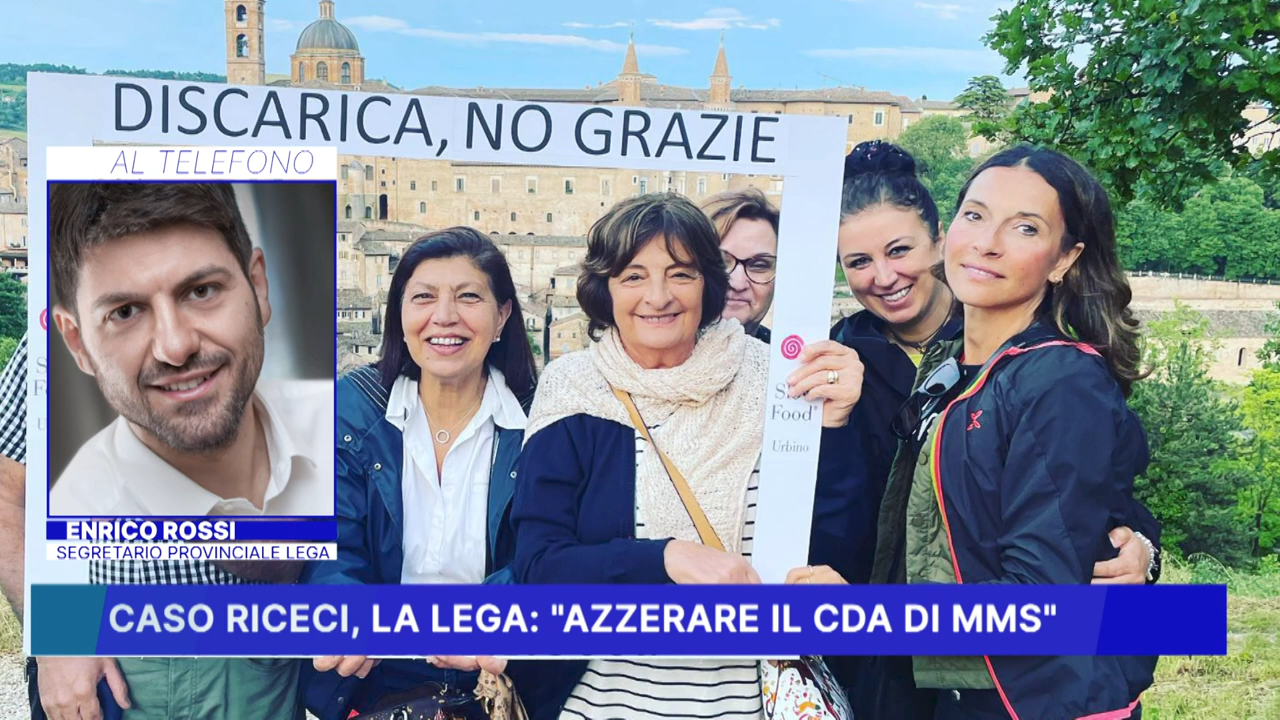 DISCARICA, NO GRAZIE
AL TELEFONO
Food®
Urbino
ENRICO ROSSI
SEGRETARIO PROVINCIALE LEGA
CASO RICECI, LA LEGA: "AZZERARE IL CDA DI MMS"